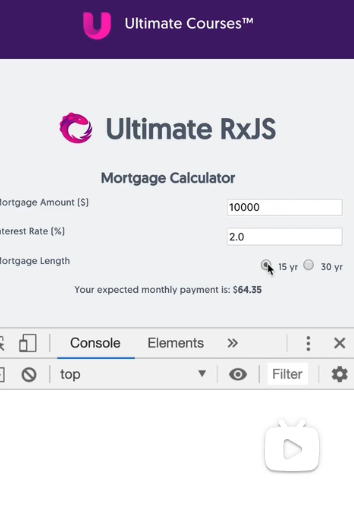 Ultimate Courses™
Ultimate RxJS
Mortgage Calculator
ortgage Amount ($)
10000
terest Rate (%)
2.0
ortgage Length
15 yr 30 yr
Your expected monthly payment is: $64.35
Console Elements »
top Filter